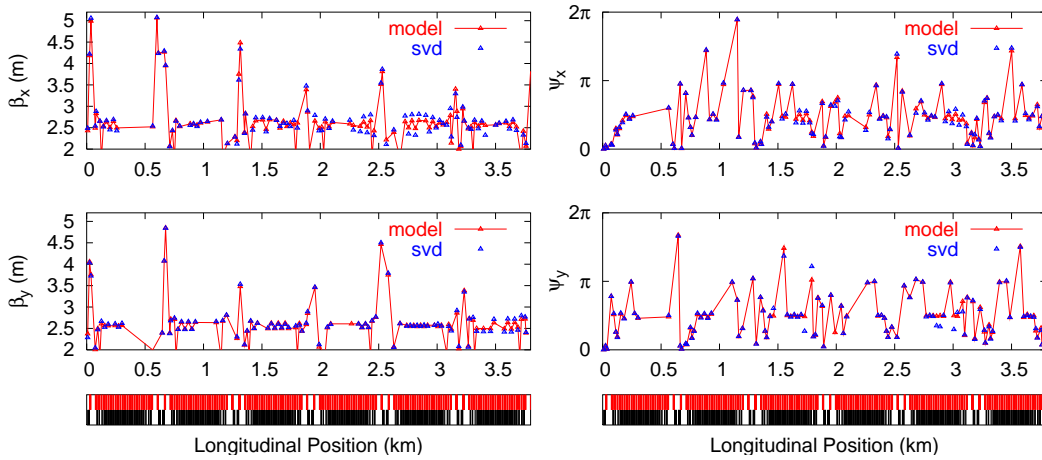 β_x (m)
5
4.5
4
3.5
3
2.5
2
model
svd
0 0.5 1 1.5 2 2.5 3 3.5
ψ_x
2π
π
0
model
svd
0 0.5 1 1.5 2 2.5 3 3.5
β_y (m)
5
4.5
4
3.5
3
2.5
2
model
svd
0 0.5 1 1.5 2 2.5 3 3.5
ψ_y
2π
π
0
model
svd
0 0.5 1 1.5 2 2.5 3 3.5
Longitudinal Position (km)
Longitudinal Position (km)